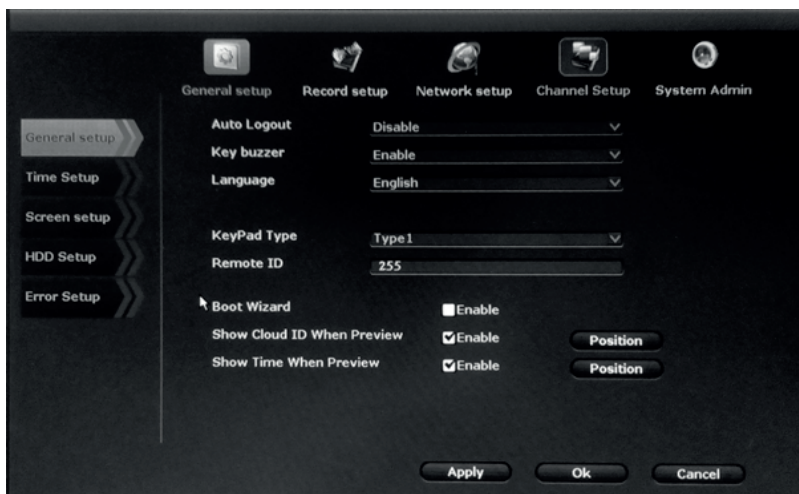 General setup Record setup Network setup Channel Setup System Admin
General setup
Time Setup
Screen setup
HDD Setup
Error Setup
Auto Logout Disable
Key buzzer Enable
Language English
KeyPad Type Type1
Remote ID 255
Boot Wizard Enable
Show Cloud ID When Preview Enable Position
Show Time When Preview Enable Position
Apply Ok Cancel